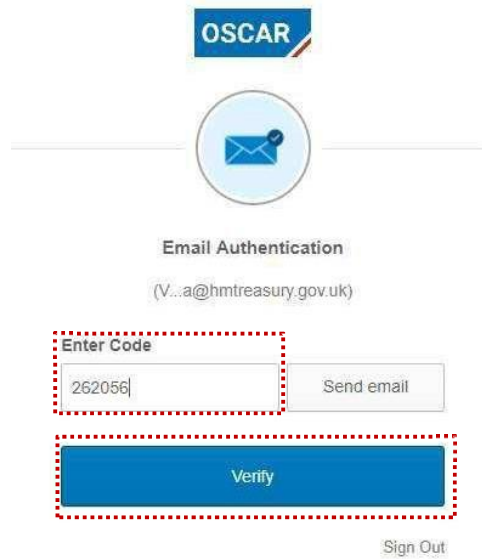 OSCAR
Email Authentication
(V...a@hmtreasury.gov.uk)
Enter Code
262056
Send email
Verify
Sign Out